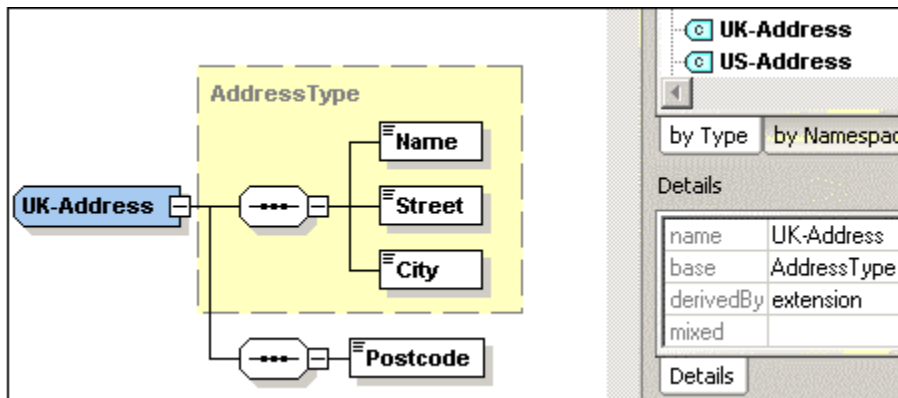 AddressType
Name
UK-Address
Street
City
Postcode
UK-Address
US-Address
by Type
by Namespac
Details
name UK-Address
base AddressType
derivedBy extension
mixed
Details